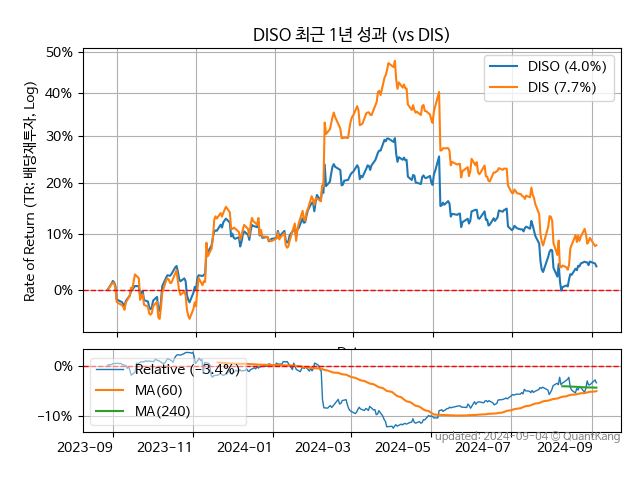 DISO 최근 1년 성과 (vs DIS)
50%
40%
30%
20%
10%
0%
Rate of Return (TR: 배당재투자, Log)
DISO (4.0%)
DIS (7.7%)
0%
−10%
Relative (−3.4%)
MA(60)
MA(240)
2023-09 2023-11 2024-01 2024-03 2024-05 2024-07 2024-09
updated: 2024-09-04 © QuantKang